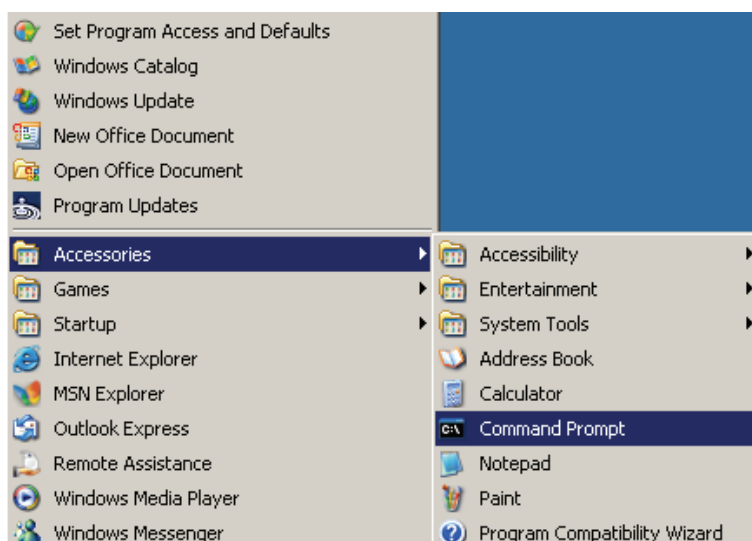 Set Program Access and Defaults
Windows Catalog
Windows Update
New Office Document
Open Office Document
Program Updates
Accessories
Games
Startup
Internet Explorer
MSN Explorer
Outlook Express
Remote Assistance
Windows Media Player
Windows Messenger
Accessibility
Entertainment
System Tools
Address Book
Calculator
C:\
Command Prompt
Notepad
Paint
Program Compatibility Wizard